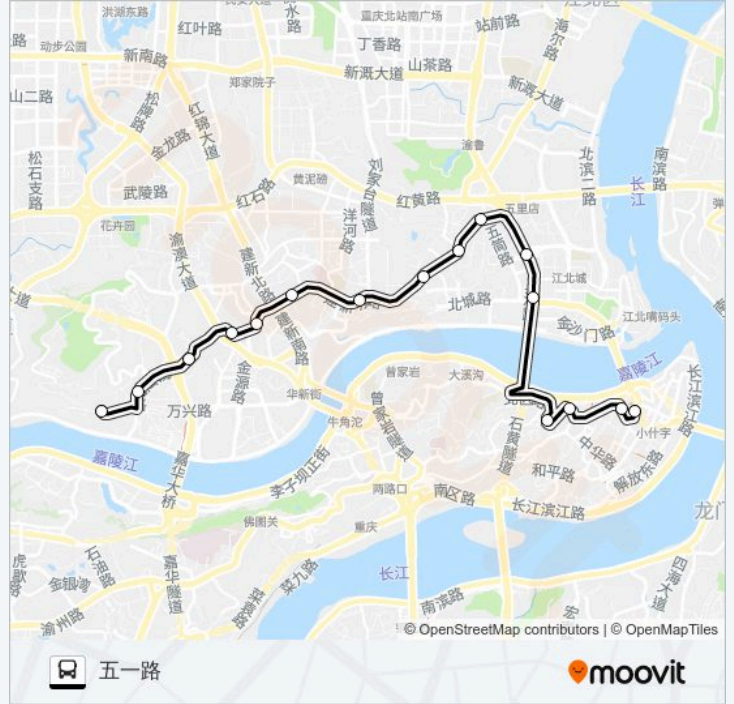 洪湖东路
红叶路
重庆北站南广场
站前路
海尔路
丁香路
动步公园
新南路
山茶路
新溉大道
郑家院子
新溉大道
山二路
松牌路
红锦大道
金龙路
渝鲁
松石支路
黄泥磅
刘家台隧道
北滨二路
南滨路
长江
武陵路
红石路
红黄路
五里店
花卉园
洋河路
渝澳大道
建新北路
五简路
江北城
北城路
江北嘴码头
金沙门路
建新南路
嘉陵江
金源路
曾家岩
大溪沟
长江滨江路
华新街
万兴路
牛角沱
曾家岩隧道
石黄隧道
小什字
中华路
嘉陵江
嘉华大桥
李子坝正街
和平路
解放东路
两路口
南区路
长江滨江路
佛图关
重庆
石油路
虎歇路
金银湾
嘉华隧道
菜九路
长江
四海大道
渝州路
南滨路
© OpenStreetMap contributors | © OpenMapTiles
五一路
moovit